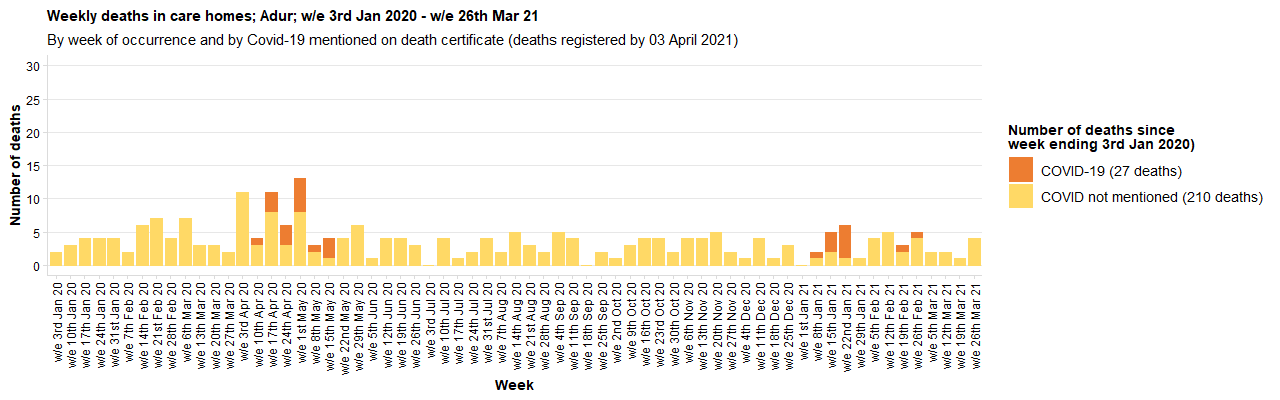 Weekly deaths in care homes; Adur; w/e 3rd Jan 2020 - w/e 26th Mar 21
By week of occurrence and by Covid-19 mentioned on death certificate (deaths registered by 03 April 2021)
30
25
20
15
10
5
0
Number of deaths
w/e 3rd Jan 20
w/e 10th Jan 20
w/e 17th Jan 20
w/e 24th Jan 20
w/e 31st Jan 20
w/e 7th Feb 20
w/e 14th Feb 20
w/e 21st Feb 20
w/e 28th Feb 20
w/e 6th Mar 20
w/e 13th Mar 20
w/e 20th Mar 20
w/e 27th Mar 20
w/e 3rd Apr 20
w/e 10th Apr 20
w/e 17th Apr 20
w/e 24th Apr 20
w/e 1st May 20
w/e 8th May 20
w/e 15th May 20
w/e 22nd May 20
w/e 29th May 20
w/e 5th Jun 20
w/e 12th Jun 20
w/e 19th Jun 20
w/e 26th Jun 20
w/e 3rd Jul 20
w/e 10th Jul 20
w/e 17th Jul 20
w/e 24th Jul 20
w/e 31st Jul 20
w/e 7th Aug 20
w/e 14th Aug 20
w/e 21st Aug 20
w/e 28th Aug 20
w/e 4th Sep 20
w/e 11th Sep 20
w/e 18th Sep 20
w/e 25th Sep 20
w/e 2nd Oct 20
w/e 9th Oct 20
w/e 16th Oct 20
w/e 23rd Oct 20
w/e 30th Oct 20
w/e 6th Nov 20
w/e 13th Nov 20
w/e 20th Nov 20
w/e 27th Nov 20
w/e 4th Dec 20
w/e 11th Dec 20
w/e 18th Dec 20
w/e 25th Dec 20
w/e 1st Jan 21
w/e 8th Jan 21
w/e 15th Jan 21
w/e 22nd Jan 21
w/e 29th Jan 21
w/e 5th Feb 21
w/e 12th Feb 21
w/e 19th Feb 21
w/e 26th Feb 21
w/e 5th Mar 21
w/e 12th Mar 21
w/e 19th Mar 21
w/e 26th Mar 21
Week
Number of deaths since
week ending 3rd Jan 2020)
COVID-19 (27 deaths)
COVID not mentioned (210 deaths)